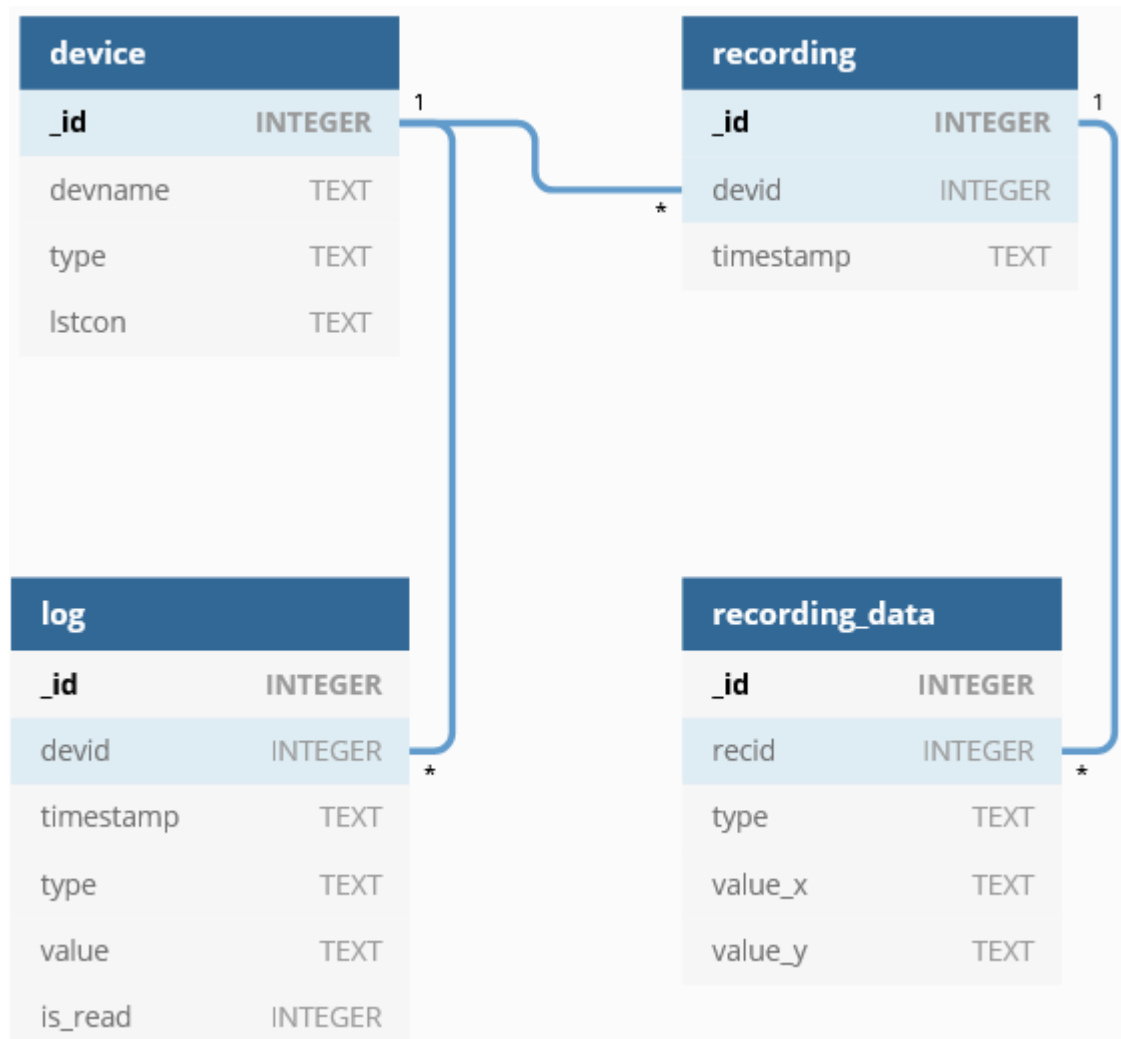 device
_id INTEGER
devname TEXT
type TEXT
lstcon TEXT
1
*
recording
_id INTEGER
devid INTEGER
timestamp TEXT
1
log
_id INTEGER
devid INTEGER
timestamp TEXT
type TEXT
value TEXT
is_read INTEGER
*
recording_data
_id INTEGER
recid INTEGER
type TEXT
value_x TEXT
value_y TEXT
*